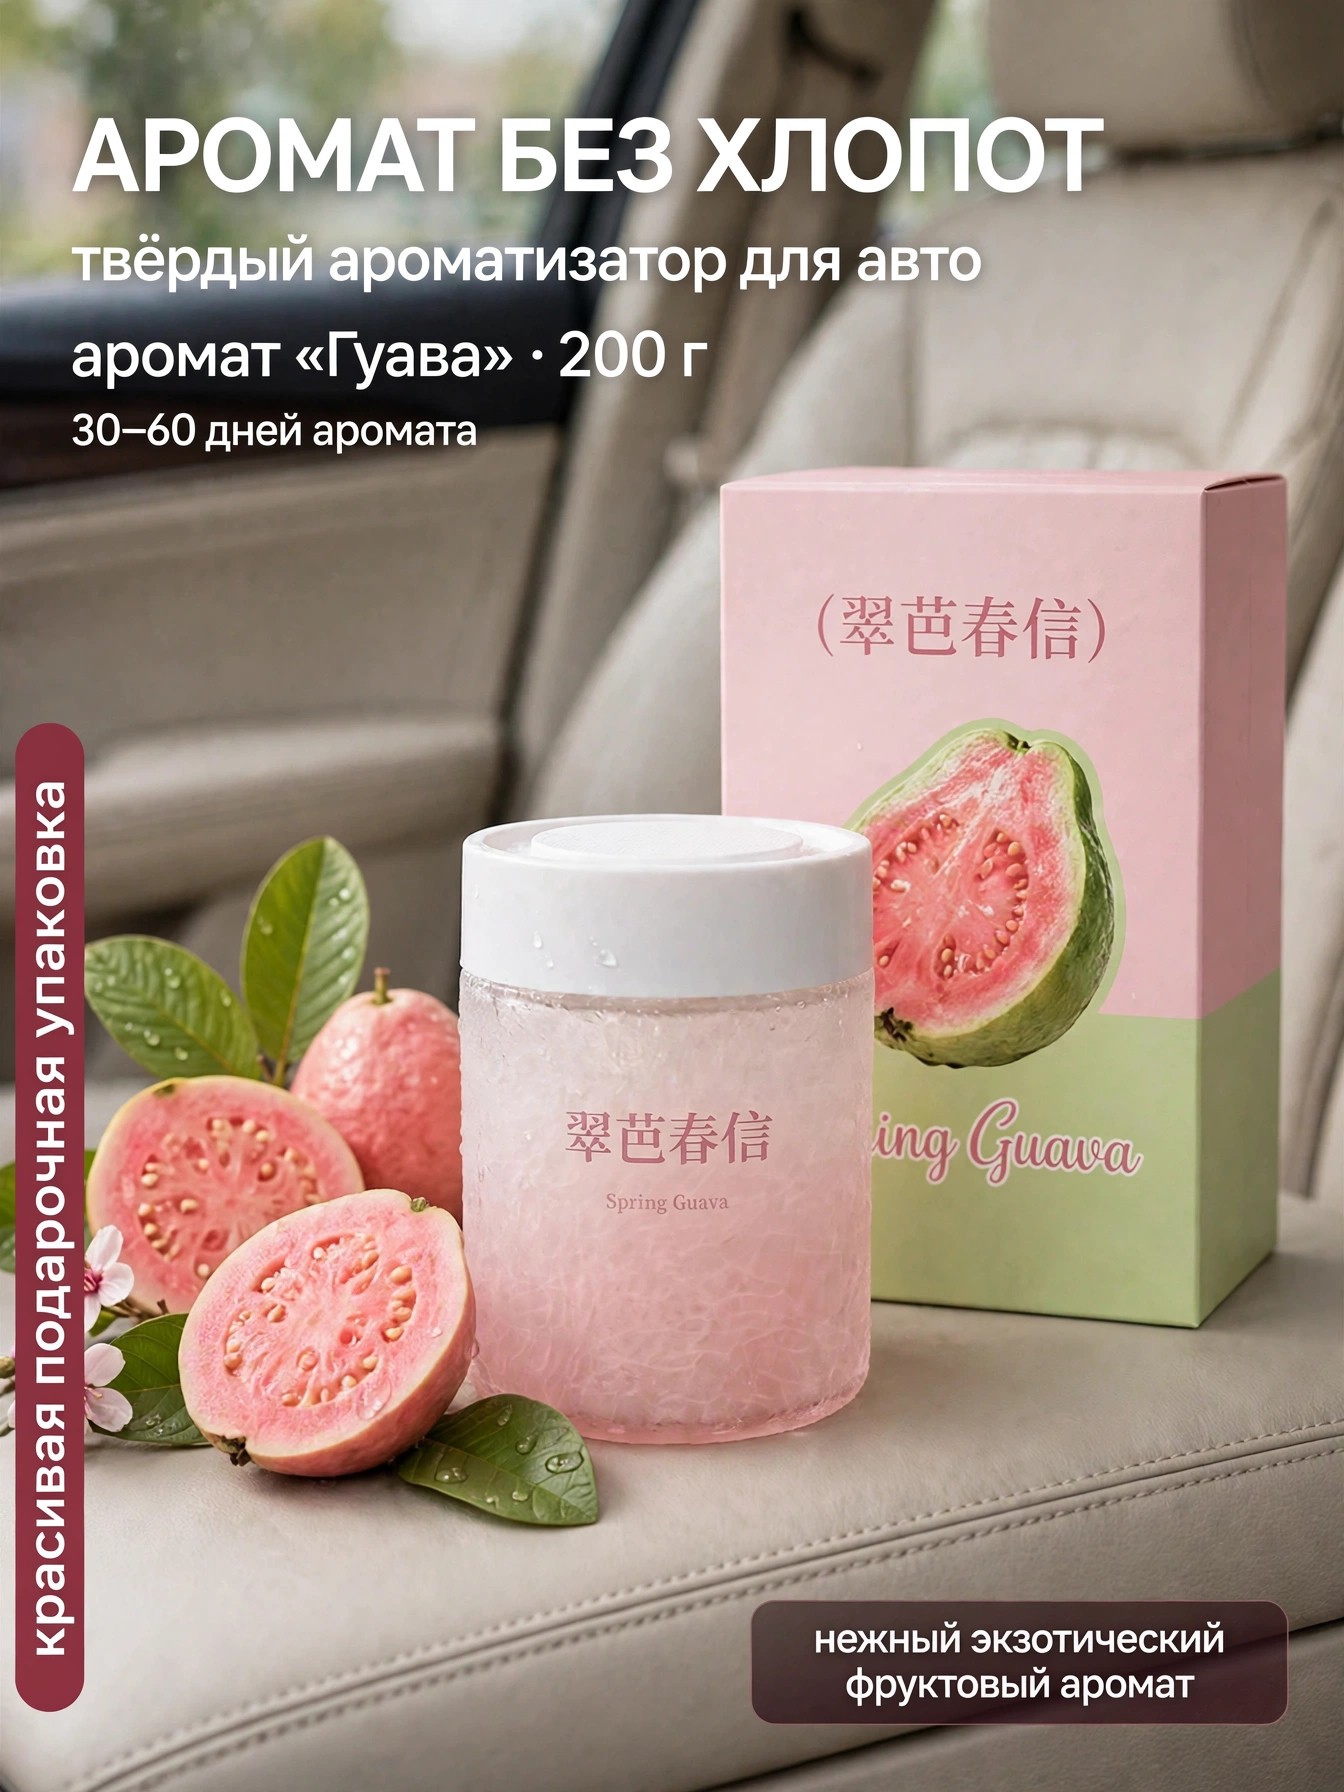 АРОМАТ БЕЗ ХЛОПОТ
твёрдый ароматизатор для авто
аромат «Гуава» · 200 г
30–60 дней аромата
красивая подарочная упаковка
(翠芭春信)
翠芭春信
Spring Guava
Guava
нежный экзотический
фруктовый аромат